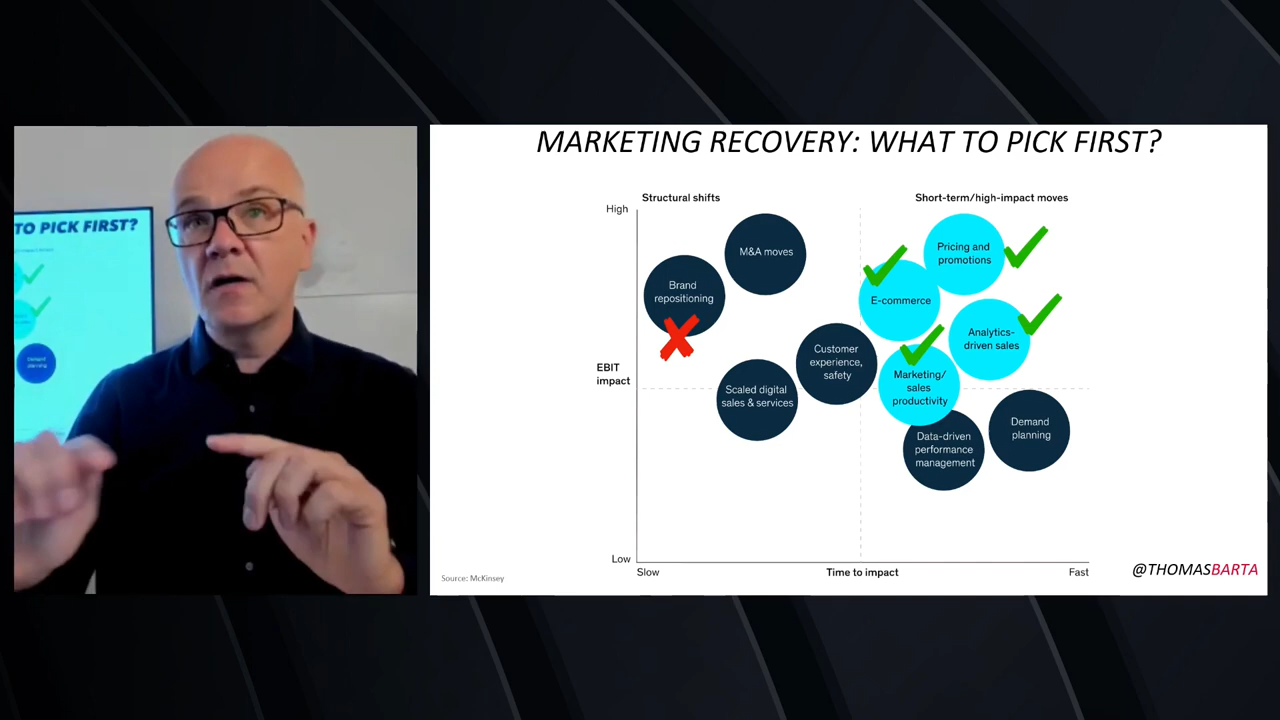 MARKETING RECOVERY: WHAT TO PICK FIRST?
Structural shifts
Short-term/high-impact moves
High
M&A moves
Pricing and
promotions
Brand
repositioning
E-commerce
Analytics-
driven sales
Customer
experience,
safety
EBIT
impact
Marketing/
sales
productivity
Scaled digital
sales & services
Demand
planning
Data-driven
performance
management
Low
Slow
Time to impact
Fast
Source: McKinsey
@THOMASBARTA
TO PICK FIRST?
Demand
planning